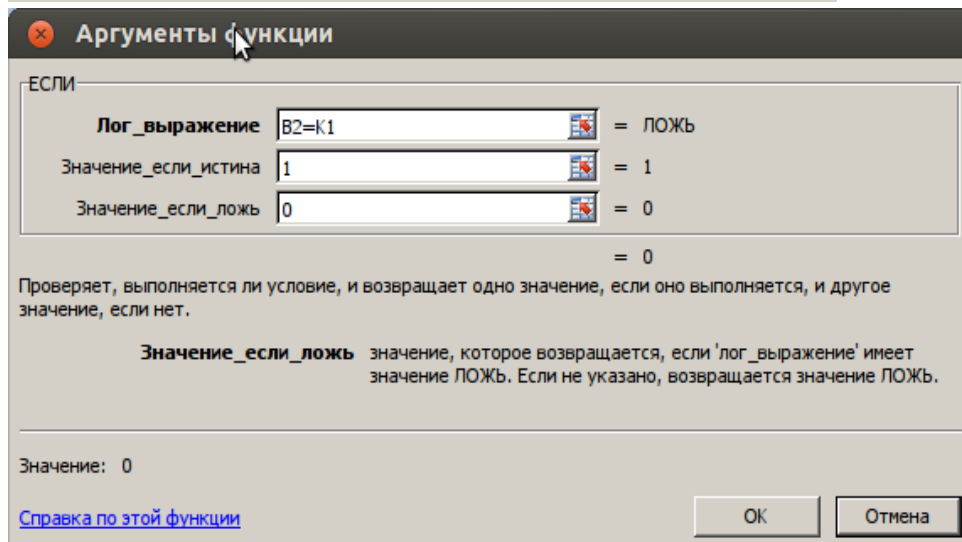 Аргументы функции
ЕСЛИ
Лог_выражение B2=K1 = ЛОЖЬ
Значение_если_истина 1 = 1
Значение_если_ложь 0 = 0
= 0
Проверяет, выполняется ли условие, и возвращает одно значение, если оно выполняется, и другое
значение, если нет.
Значение_если_ложь значение, которое возвращается, если 'лог_выражение' имеет
значение ЛОЖЬ. Если не указано, возвращается значение ЛОЖЬ.
Значение: 0
Справка по этой функции ОК Отмена